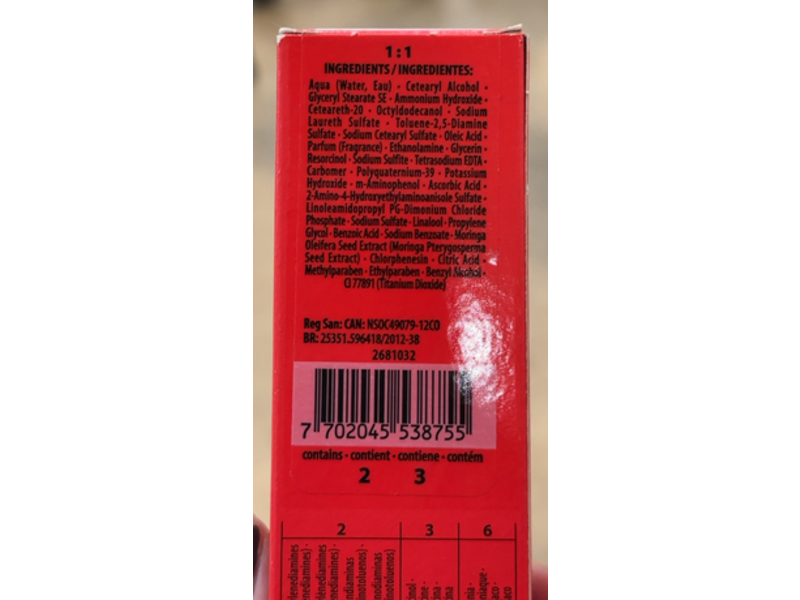 1:1
INGREDIENTS / INGREDIENTES:
Aqua (Water, Eau) · Cetearyl Alcohol ·
Glyceryl Stearate SE · Ammonium Hydroxide ·
Ceteareth-20 · Octyldodecanol · Sodium
Laureth Sulfate · Toluene-2,5-Diamine
Sulfate · Sodium Cetearyl Sulfate · Oleic Acid ·
Parfum (Fragrance) · Ethanolamine · Glycerin ·
Resorcinol · Sodium Sulfite · Tetrasodium EDTA ·
Carbomer · Polyquaternium-39 · Potassium
Hydroxide · m-Aminophenol · Ascorbic Acid ·
2-Amino-4-Hydroxyethylaminoanisole Sulfate ·
Linoleamidopropyl PG-Dimonium Chloride
Phosphate · Sodium Sulfate · Linalool · Propylene
Glycol · Benzoic Acid · Sodium Benzoate · Moringa
Oleifera Seed Extract (Moringa Pterygosperma
Seed Extract) · Chlorphenesin · Citric Acid ·
Methylparaben · Ethylparaben · Benzyl Alcohol ·
CI 77891 (Titanium Dioxide)
Reg San: CAN: NSOC49079-12CO
BR: 25351.596418/2012-38
2681032
7 702045 538755
contains · contient · contiene · contém
2 3
2 3 6